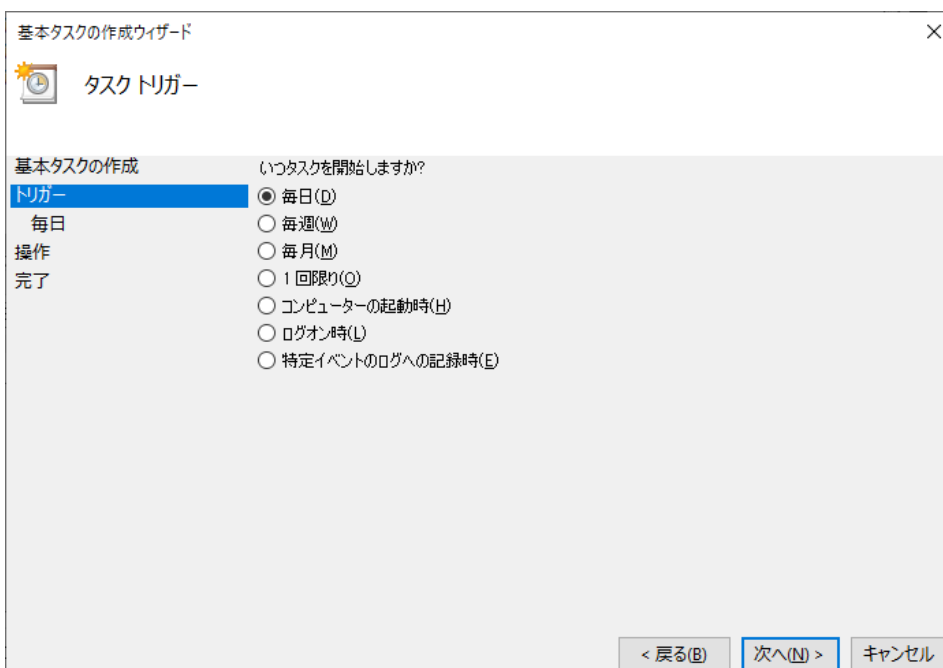 基本タスクの作成ウィザード
タスク トリガー
基本タスクの作成
トリガー
毎日
操作
完了
いつタスクを開始しますか?
毎日(D)
毎週(W)
毎月(M)
1 回限り(O)
コンピューターの起動時(H)
ログオン時(L)
特定イベントのログへの記録時(E)
< 戻る(B)
次へ(N) >
キャンセル